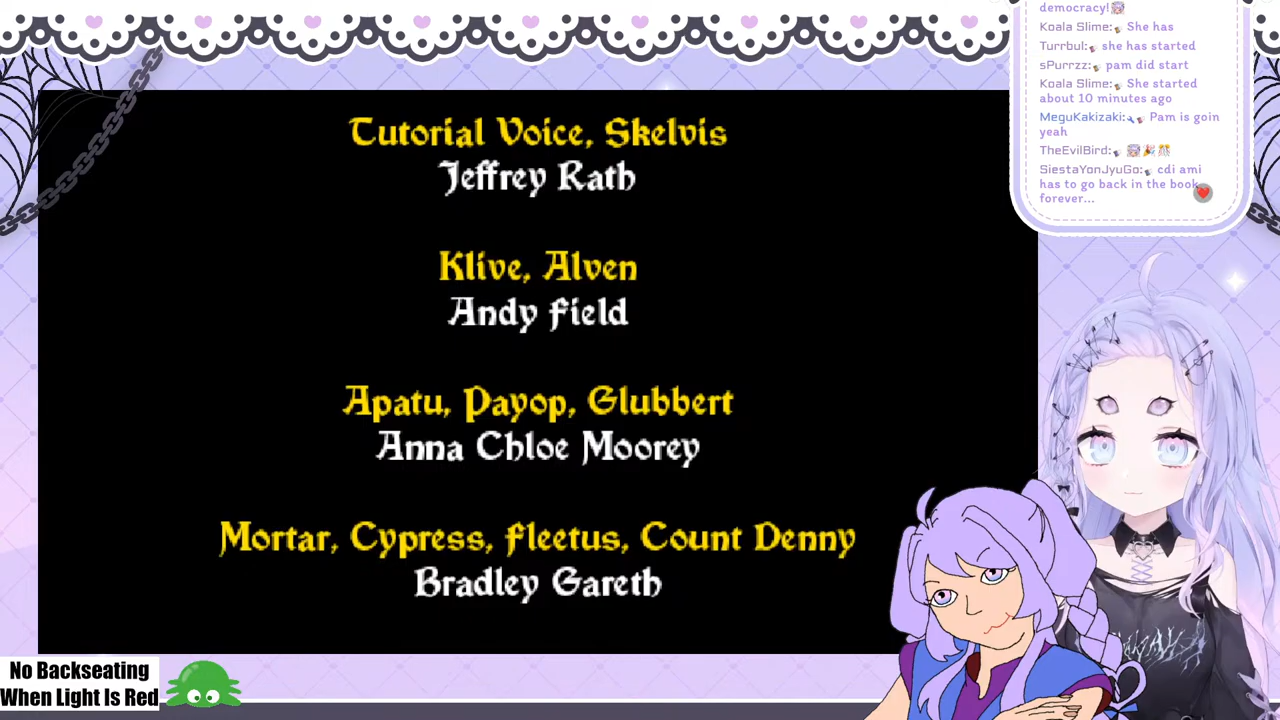 Tutorial Voice, Skelvis
Jeffrey Rath
Klive, Alven
Andy Field
Apatu, Payop, Glubbert
Anna Chloe Moorey
Mortar, Cypress, Fleetus, Count Denny
Bradley Gareth
democracy!
Koala Slime: She has
Turrbul: she has started
sPurrzz: pam did start
Koala Slime: She started
about 10 minutes ago
MeguKakizaki: Pam is goin
yeah
TheEvilBird:
SiestaYonJyuGo: cdi ami
has to go back in the book
forever...
No Backseating
When Light Is Red